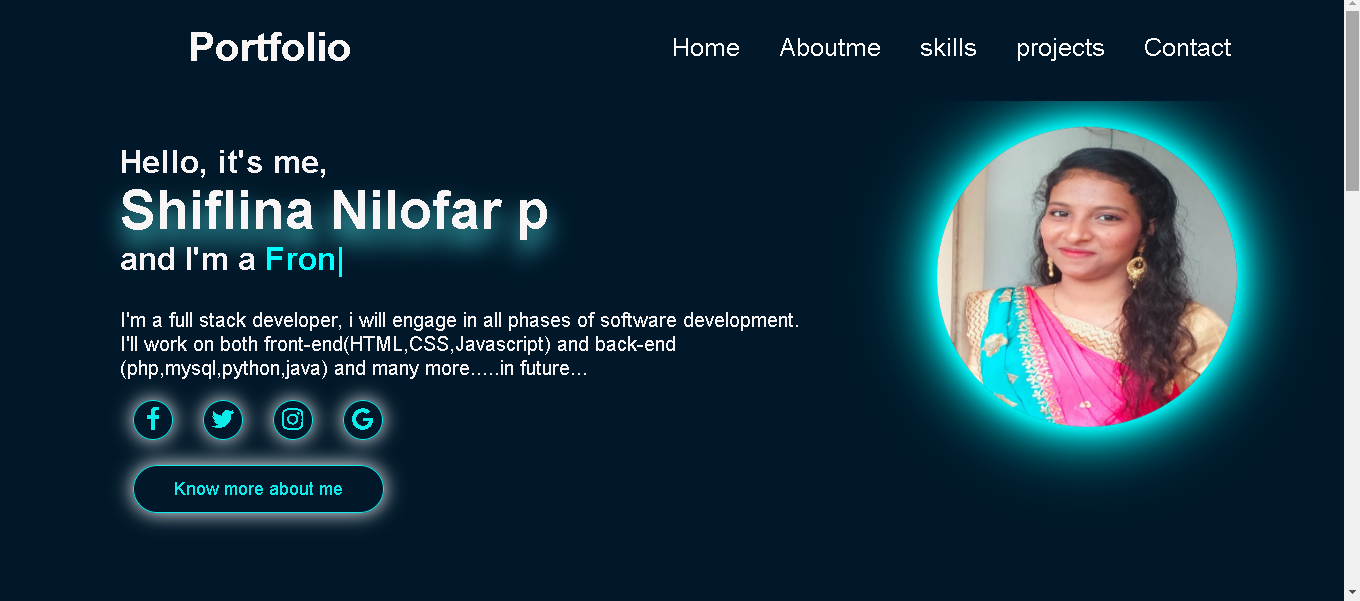 Portfolio
Home Aboutme skills projects Contact
Hello, it's me,
Shiflina Nilofar p
and I'm a Fron|
I'm a full stack developer, i will engage in all phases of software development.
I'll work on both front-end(HTML,CSS,Javascript) and back-end
(php,mysql,python,java) and many more.....in future...
Know more about me